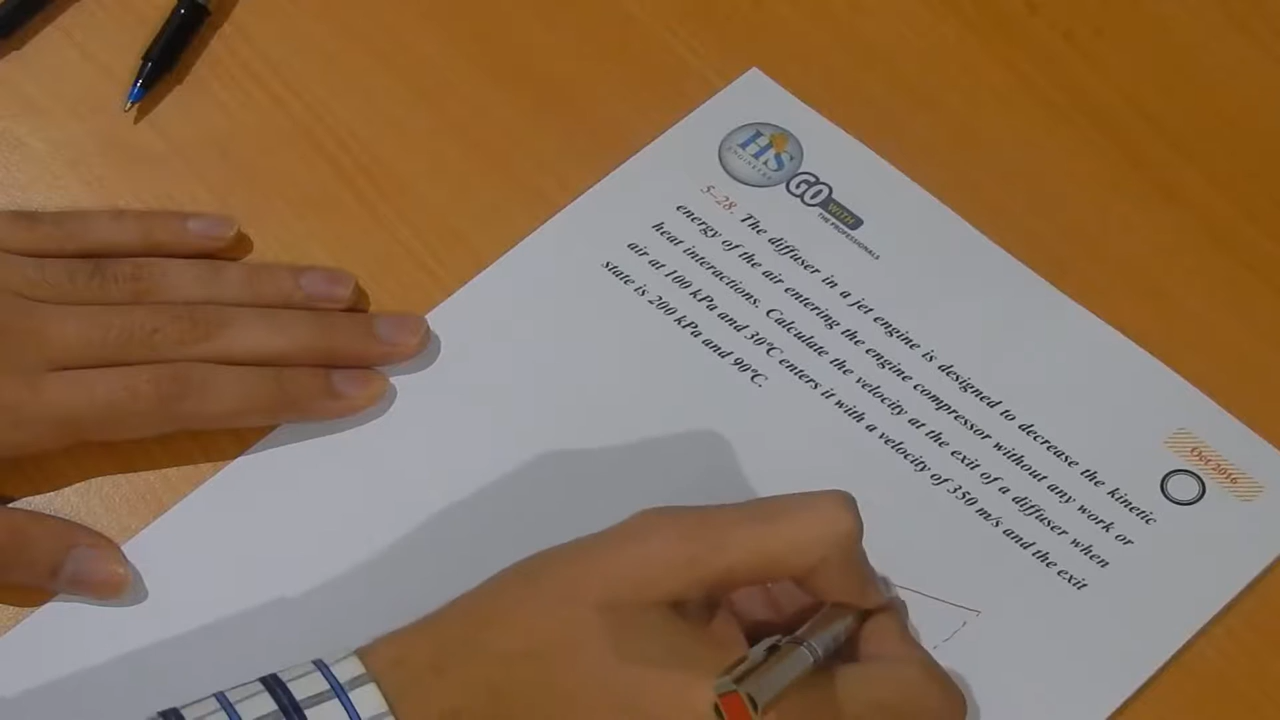 HS
ENGINEERS
GO WITH
THE PROFESSIONALS
5–28. The diffuser in a jet engine is designed to decrease the kinetic
energy of the air entering the engine compressor without any work or
heat interactions. Calculate the velocity at the exit of a diffuser when
air at 100 kPa and 30°C enters it with a velocity of 350 m/s and the exit
state is 200 kPa and 90°C.